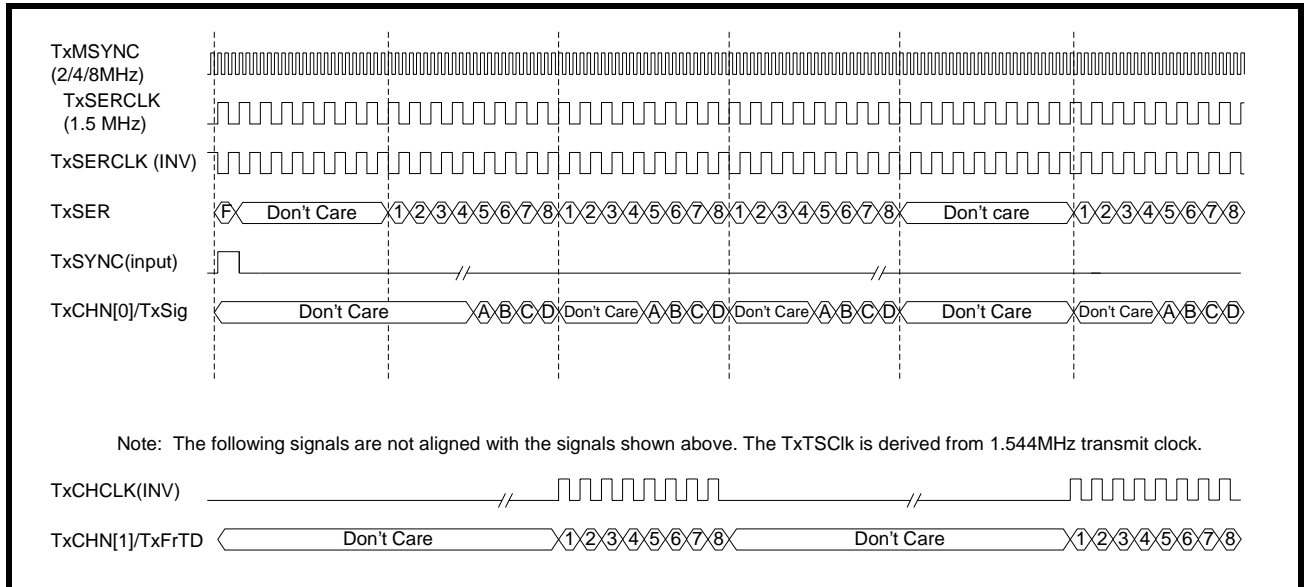 TxMSYNC
(2/4/8MHz)
TxSERCLK
(1.5 MHz)
TxSERCLK (INV)
TxSER F Don't Care 1 2 3 4 5 6 7 8 1 2 3 4 5 6 7 8 1 2 3 4 5 6 7 8 Don't care 1 2 3 4 5 6 7 8
TxSYNC(input)
TxCHN[0]/TxSig Don't Care A B C D Don't Care A B C D Don't Care A B C D Don't Care Don't Care A B C D
Note: The following signals are not aligned with the signals shown above. The TxTSClk is derived from 1.544MHz transmit clock.
TxCHCLK(INV)
TxCHN[1]/TxFrTD Don't Care 1 2 3 4 5 6 7 8 Don't Care 1 2 3 4 5 6 7 8